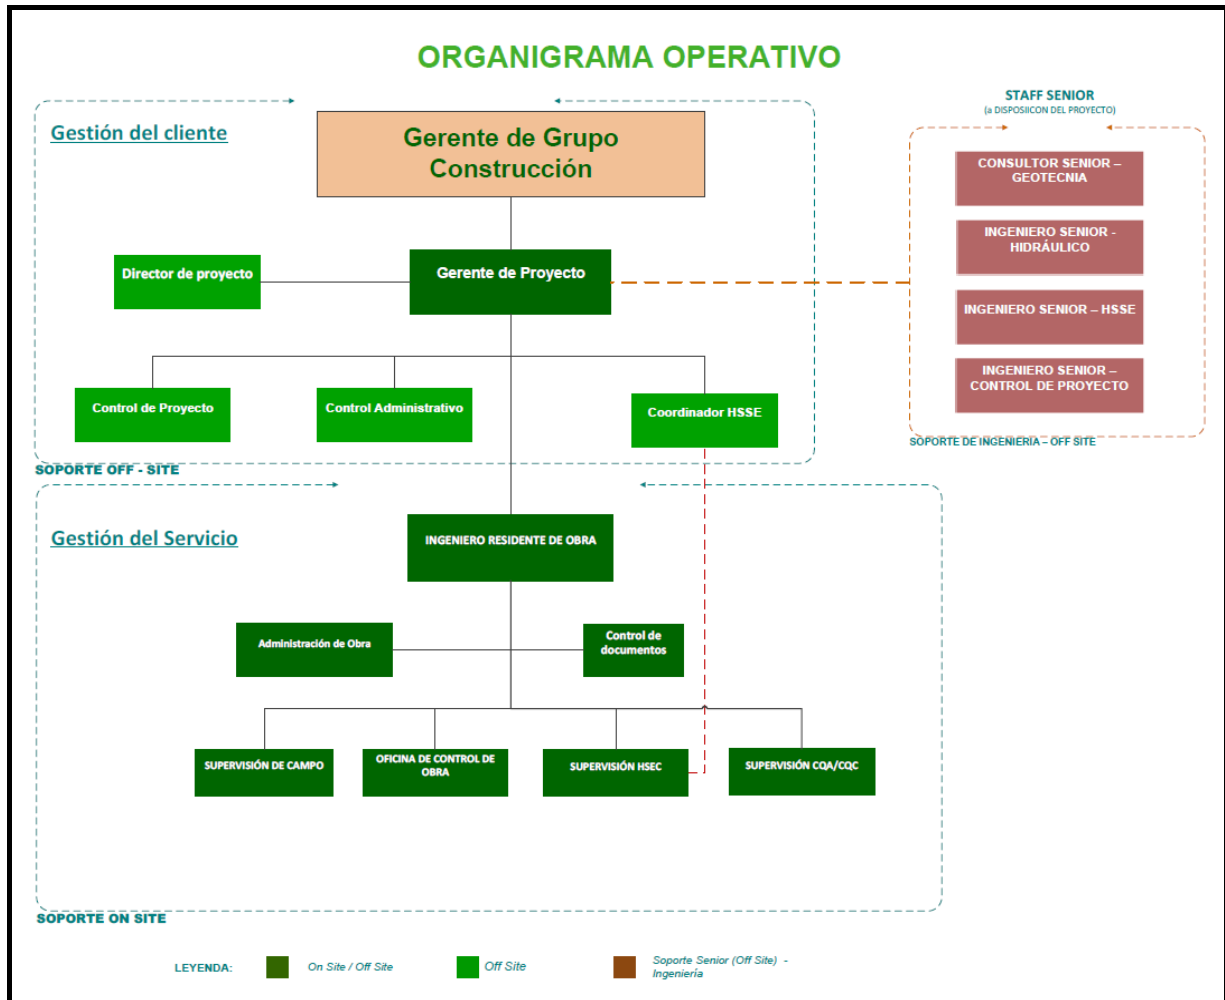 ORGANIGRAMA OPERATIVO
Gestión del cliente
Gerente de Grupo
Construcción
Director de proyecto
Gerente de Proyecto
Control de Proyecto
Control Administrativo
Coordinador HSSE
SOPORTE OFF - SITE
STAFF SENIOR
(a DISPOSIICON DEL PROYECTO)
CONSULTOR SENIOR –
GEOTECNIA
INGENIERO SENIOR -
HIDRÁULICO
INGENIERO SENIOR – HSSE
INGENIERO SENIOR –
CONTROL DE PROYECTO
SOPORTE DE INGENIERIA – OFF SITE
Gestión del Servicio
INGENIERO RESIDENTE DE OBRA
Administración de Obra
Control de
documentos
SUPERVISIÓN DE CAMPO
OFICINA DE CONTROL DE
OBRA
SUPERVISIÓN HSEC
SUPERVISIÓN CQA/CQC
SOPORTE ON SITE
LEYENDA:
On Site / Off Site
Off Site
Soporte Senior (Off Site) -
Ingeniería